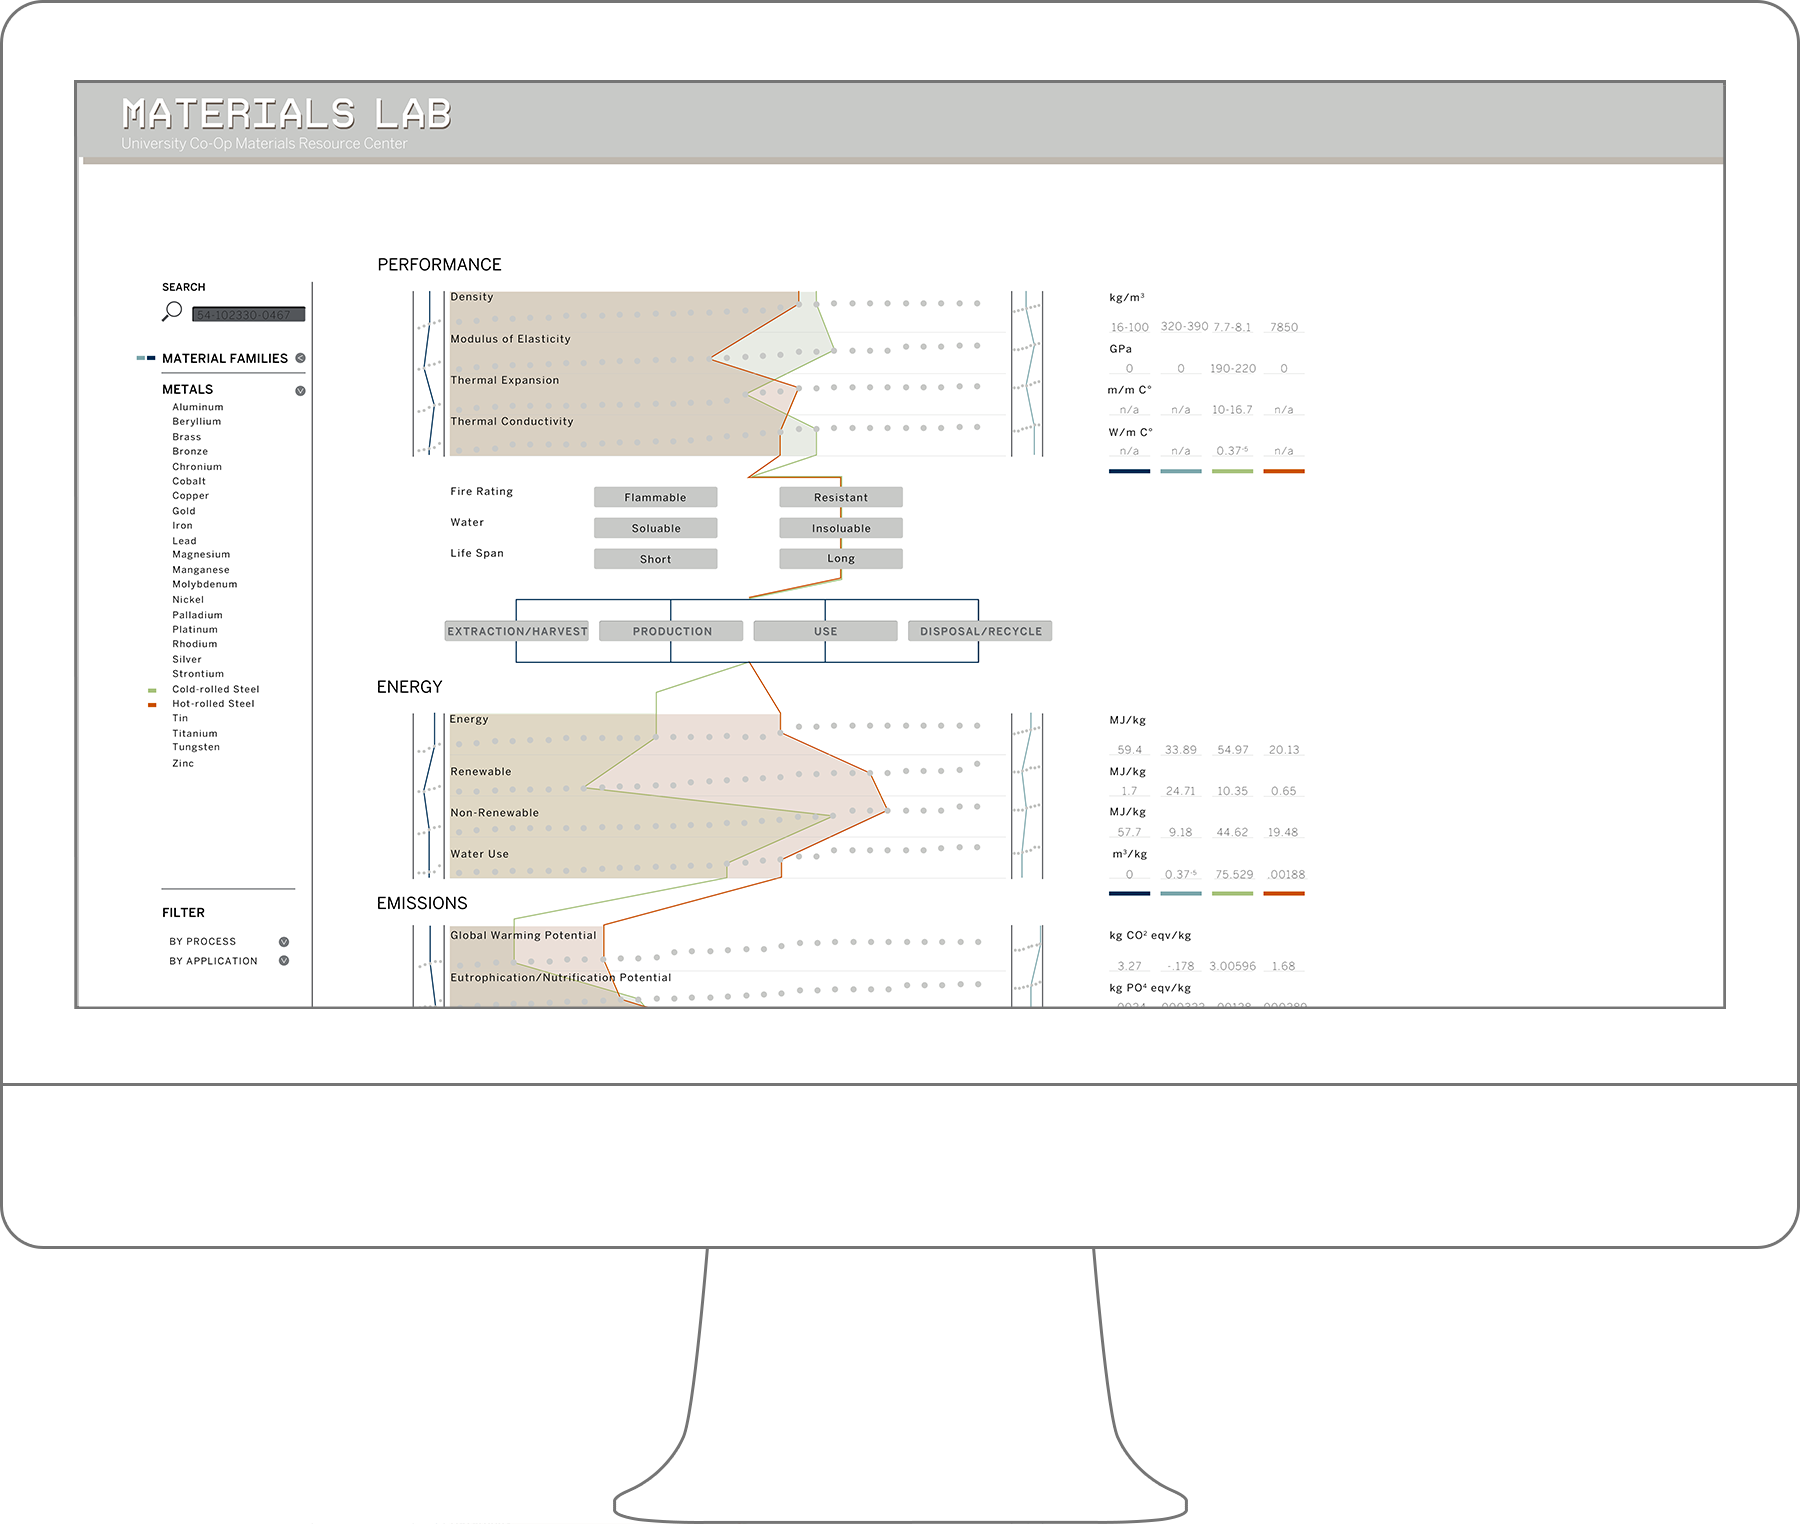 MATERIALS LAB
University Co-Op Materials Resource Center
SEARCH
54-102330-0467
MATERIAL FAMILIES <
METALS V
Aluminum
Beryllium
Brass
Bronze
Chronium
Cobalt
Copper
Gold
Iron
Lead
Magnesium
Manganese
Molybdenum
Nickel
Palladium
Platinum
Rhodium
Silver
Strontium
Cold-rolled Steel
Hot-rolled Steel
Tin
Titanium
Tungsten
Zinc
FILTER
BY PROCESS V
BY APPLICATION V
PERFORMANCE
Density
Modulus of Elasticity
Thermal Expansion
Thermal Conductivity
kg/m³
16-100 320-390 7.7-8.1 7850
GPa
0 0 190-220 0
m/m C°
n/a n/a 10-16.7 n/a
W/m C°
n/a n/a 0.37⁻⁵ n/a
Fire Rating Flammable Resistant
Water Soluable Insoluable
Life Span Short Long
EXTRACTION/HARVEST PRODUCTION USE DISPOSAL/RECYCLE
ENERGY
Energy
Renewable
Non-Renewable
Water Use
MJ/kg
59.4 33.89 54.97 20.13
MJ/kg
1.7 24.71 10.35 0.65
MJ/kg
57.7 9.18 44.62 19.48
m³/kg
0 0.37⁻⁵ 75.529 .00188
EMISSIONS
Global Warming Potential
Eutrophication/Nutrification Potential
kg CO² eqv/kg
3.27 -.178 3.00596 1.68
kg PO⁴ eqv/kg